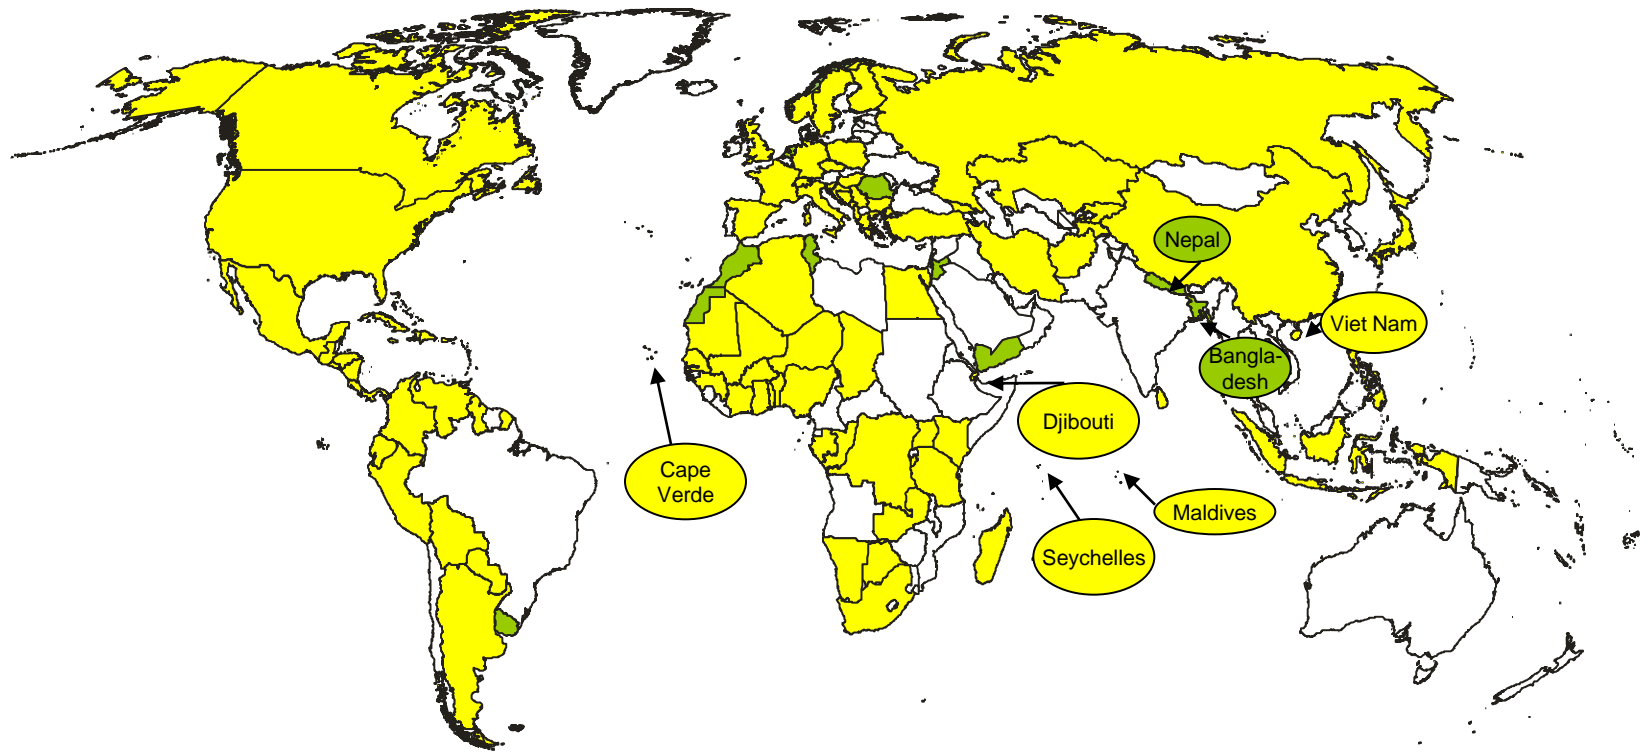 Nepal
Viet Nam
Bangla-
desh
Djibouti
Cape
Verde
Maldives
Seychelles